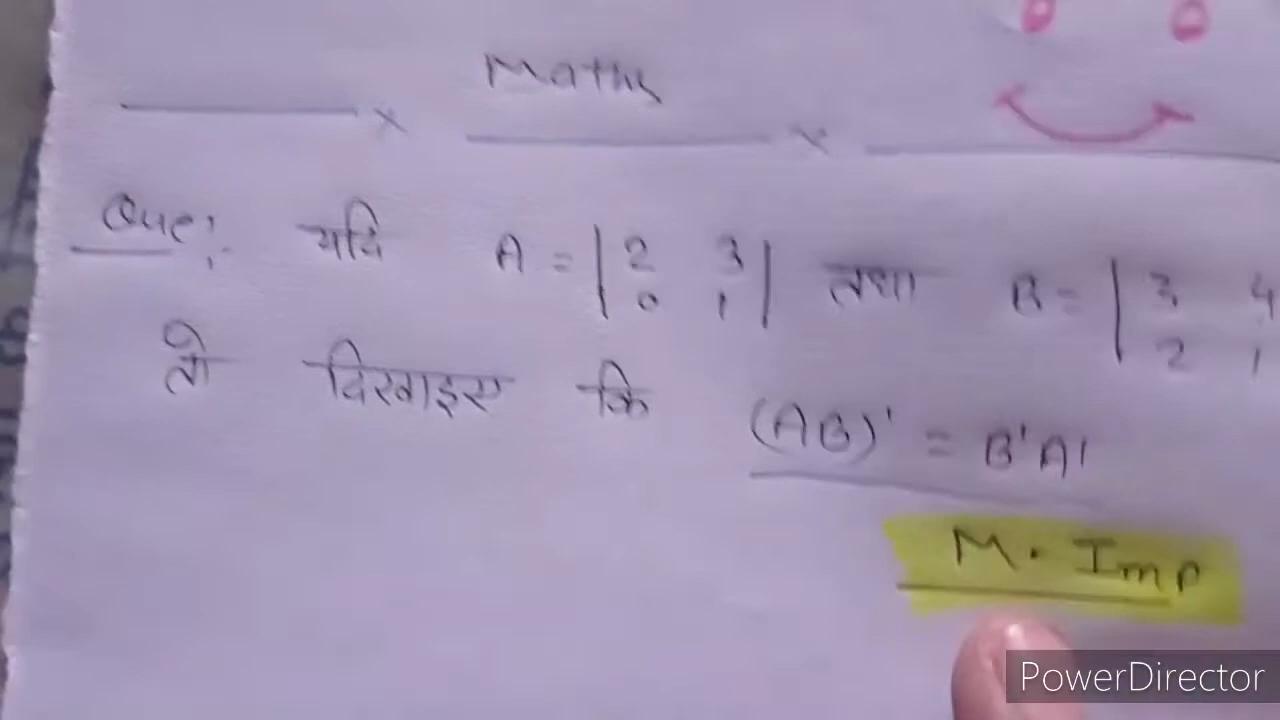 Maths
Que:- यदि A = |2 3| तथा B = |3 4
0 1 2 1
तो दिखाइए कि (AB)' = B'A'
M. Imp
PowerDirector